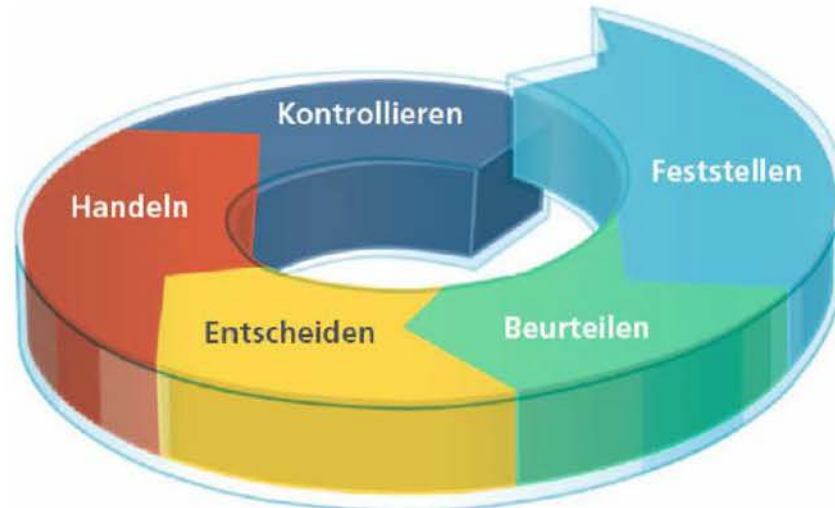 Kontrollieren
Feststellen
Handeln
Entscheiden
Beurteilen